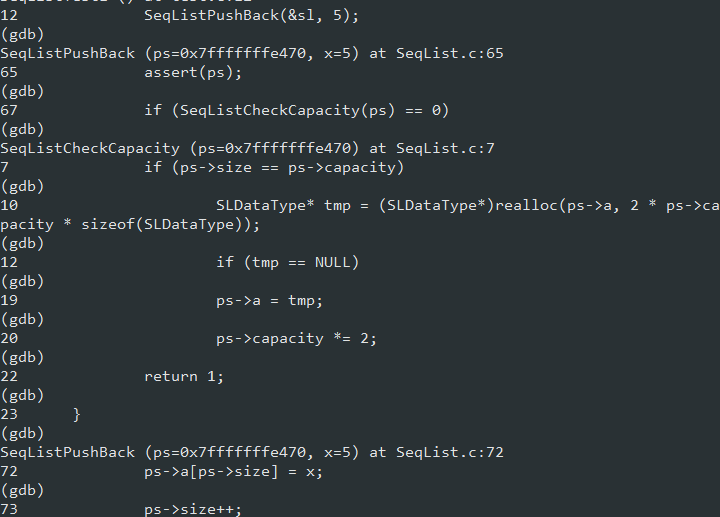 12              SeqListPushBack(&sl, 5);
(gdb)
SeqListPushBack (ps=0x7fffffffe470, x=5) at SeqList.c:65
65              assert(ps);
(gdb)
67              if (SeqListCheckCapacity(ps) == 0)
(gdb)
SeqListCheckCapacity (ps=0x7fffffffe470) at SeqList.c:7
7               if (ps->size == ps->capacity)
(gdb)
10                      SLDataType* tmp = (SLDataType*)realloc(ps->a, 2 * ps->ca
pacity * sizeof(SLDataType));
(gdb)
12                      if (tmp == NULL)
(gdb)
19                      ps->a = tmp;
(gdb)
20                      ps->capacity *= 2;
(gdb)
22              return 1;
(gdb)
23      }
(gdb)
SeqListPushBack (ps=0x7fffffffe470, x=5) at SeqList.c:72
72              ps->a[ps->size] = x;
(gdb)
73              ps->size++;